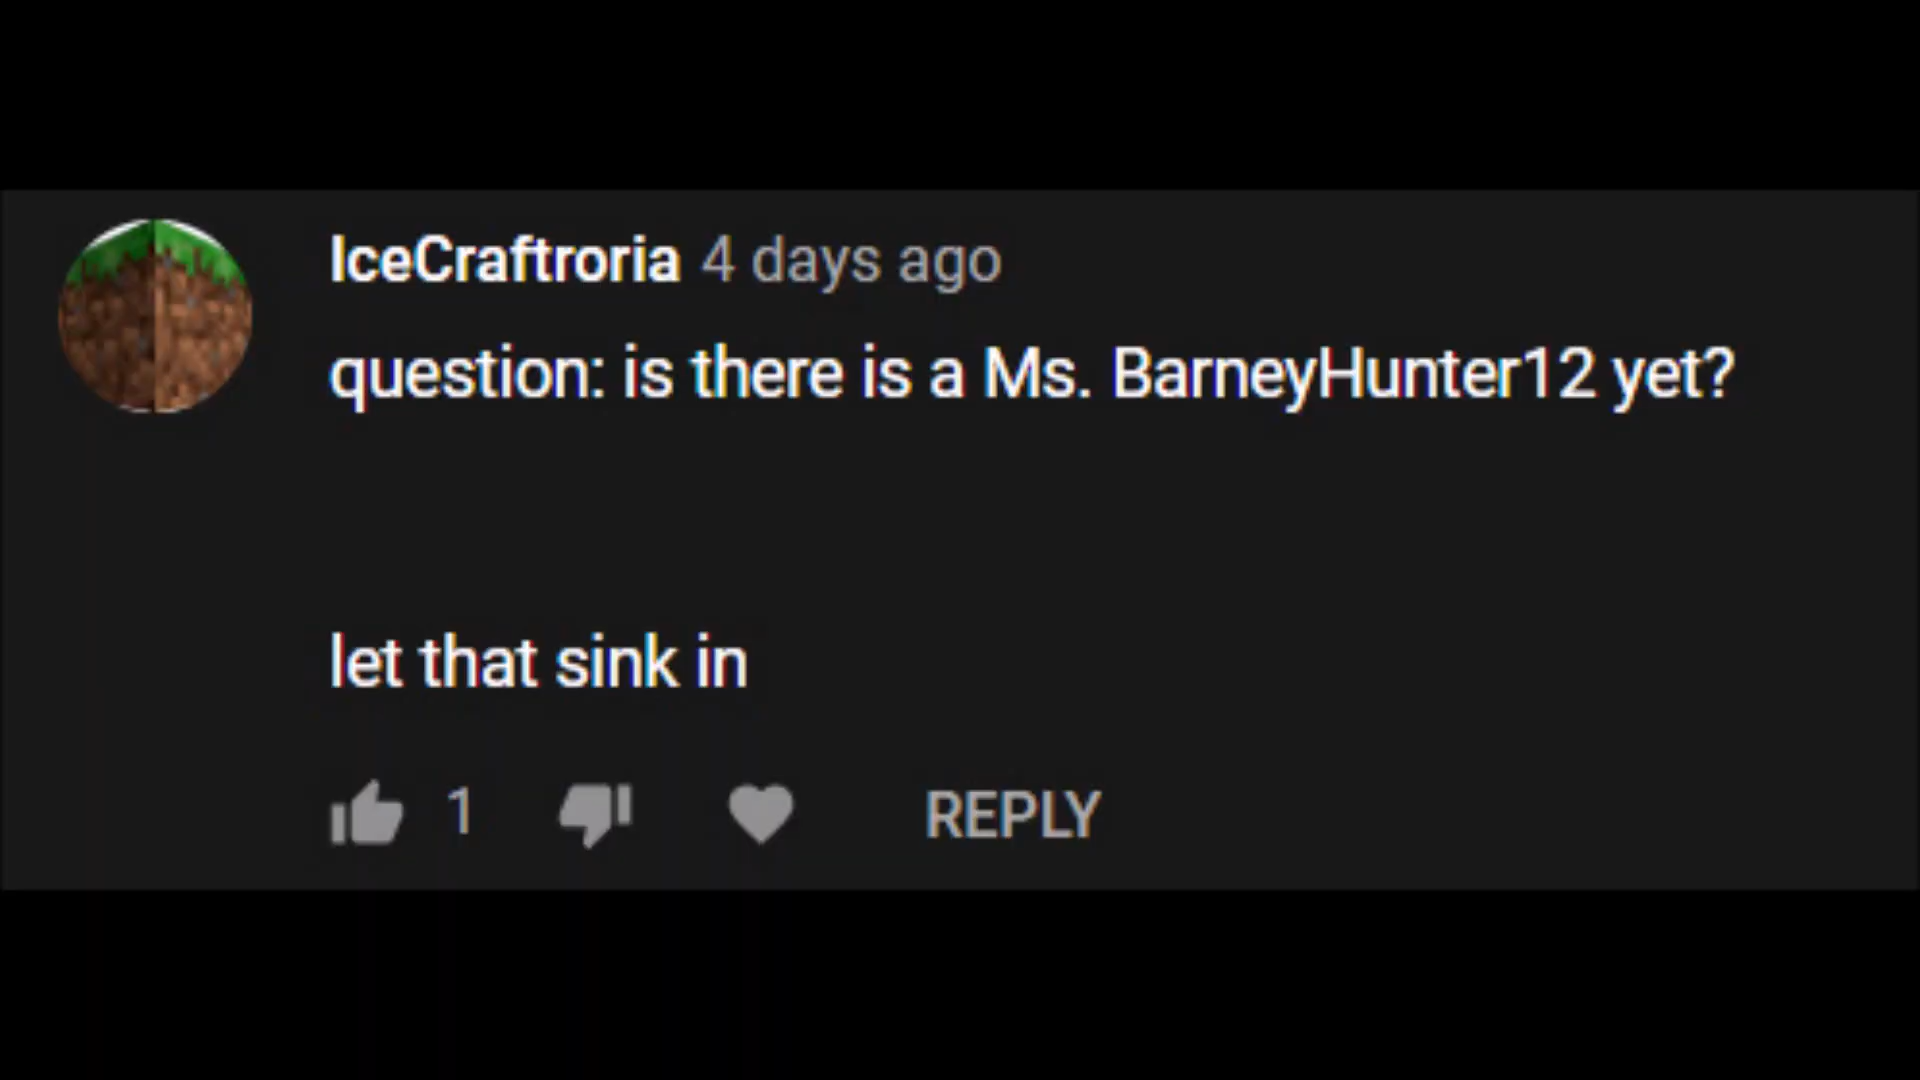 IceCraftroria 4 days ago
question: is there is a Ms. BarneyHunter12 yet?
let that sink in
1 REPLY